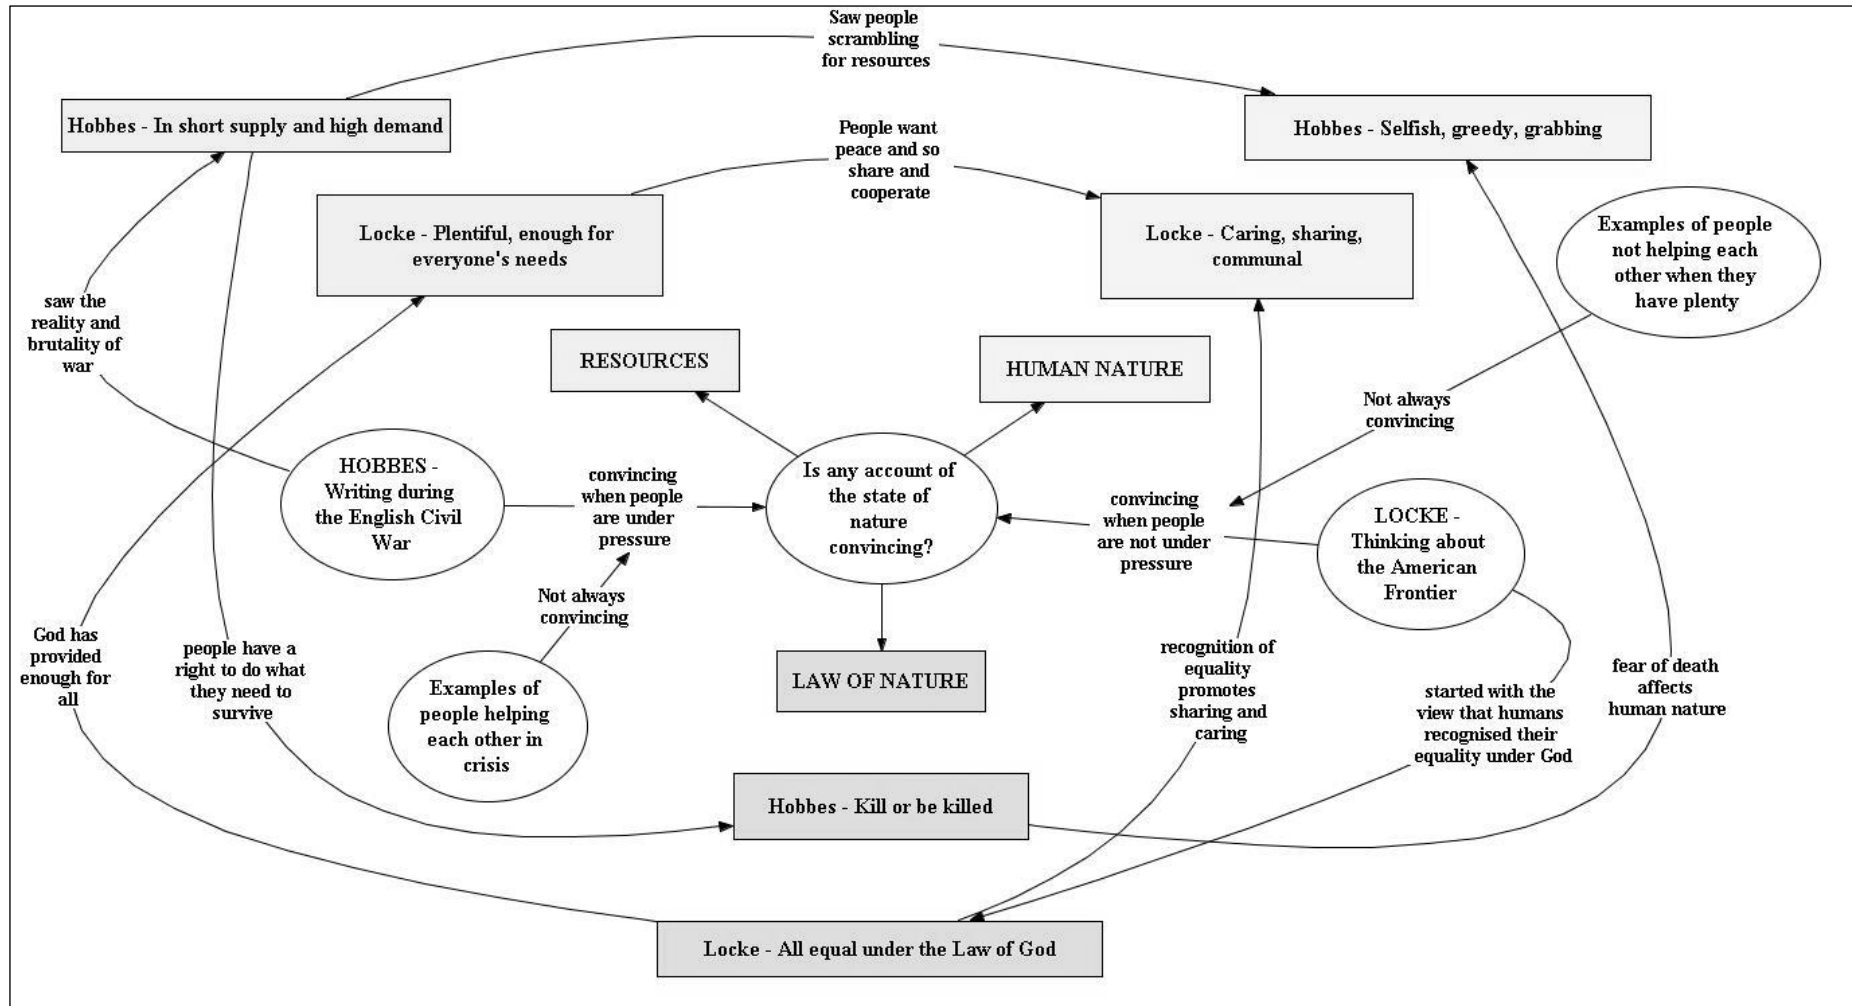 Saw people
scrambling
for resources
Hobbes - In short supply and high demand
Hobbes - Selfish, greedy, grabbing
People want
peace and so
share and
cooperate
Locke - Plentiful, enough for
everyone's needs
Locke - Caring, sharing,
communal
Examples of people
not helping each
other when they
have plenty
saw the
reality and
brutality of
war
RESOURCES
HUMAN NATURE
Not always
convincing
HOBBES -
Writing during
the English Civil
War
convincing
when people
are under
pressure
Is any account of
the state of
nature
convincing?
convincing
when people
are not under
pressure
LOCKE -
Thinking about
the American
Frontier
Not always
convincing
God has
provided
enough for
all
people have a
right to do what
they need to
survive
Examples of
people helping
each other in
crisis
LAW OF NATURE
recognition of
equality
promotes
sharing and
caring
started with the
view that humans
recognised their
equality under God
fear of death
affects
human nature
Hobbes - Kill or be killed
Locke - All equal under the Law of God